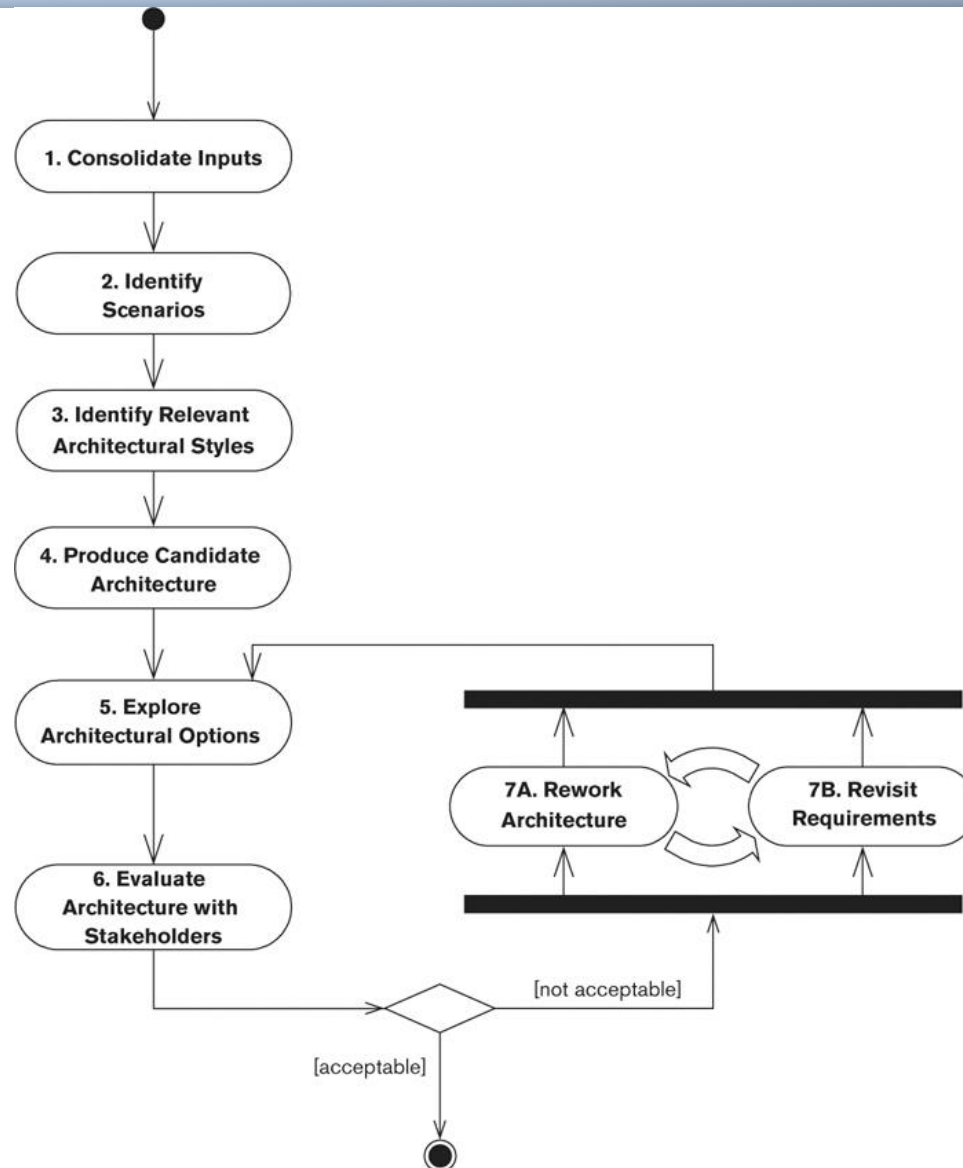 1. Consolidate Inputs
2. Identify
Scenarios
3. Identify Relevant
Architectural Styles
4. Produce Candidate
Architecture
5. Explore
Architectural Options
7A. Rework
Architecture
7B. Revisit
Requirements
6. Evaluate
Architecture with
Stakeholders
[not acceptable]
[acceptable]